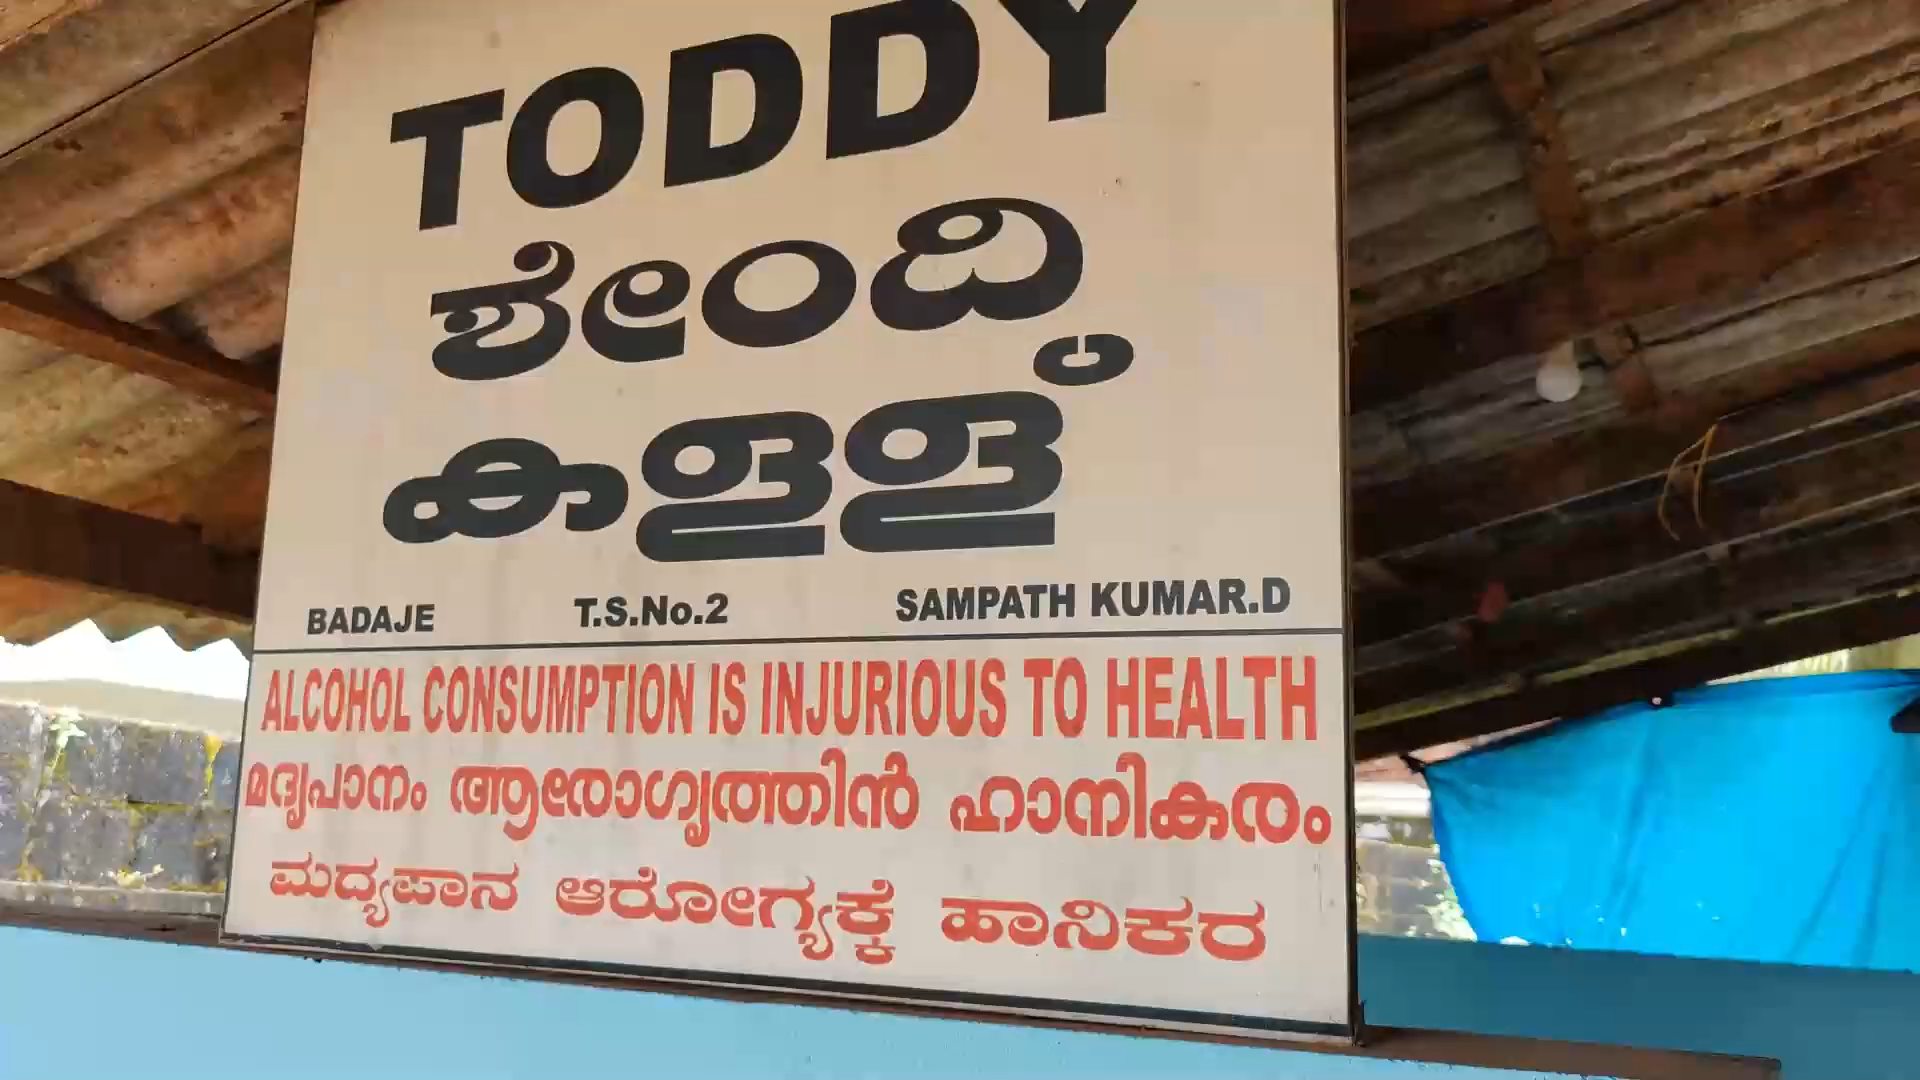 TODDY
ಶೇಂದಿ
കള്ള്
BADAJE T.S.No.2 SAMPATH KUMAR.D
ALCOHOL CONSUMPTION IS INJURIOUS TO HEALTH
മദ്യപാനം ആരോഗ്യത്തിൻ ഹാനികരം
ಮದ್ಯಪಾನ ಆರೋಗ್ಯಕ್ಕೆ ಹಾನಿಕರ